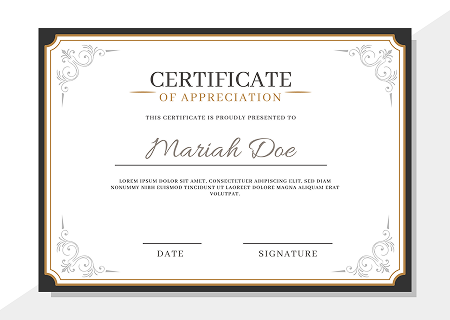 CERTIFICATE
OF APPRECIATION
THIS CERTIFICATE IS PROUDLY PRESENTED TO
Mariah Doe
LOREM IPSUM DOLOR SIT AMET, CONSECTETUER ADIPISCING ELIT, SED DIAM
NONUMMY NIBH EUISMOD TINCIDUNT UT LAOREET DOLORE MAGNA ALIQUAM ERAT
VOLUTPAT.
DATE SIGNATURE